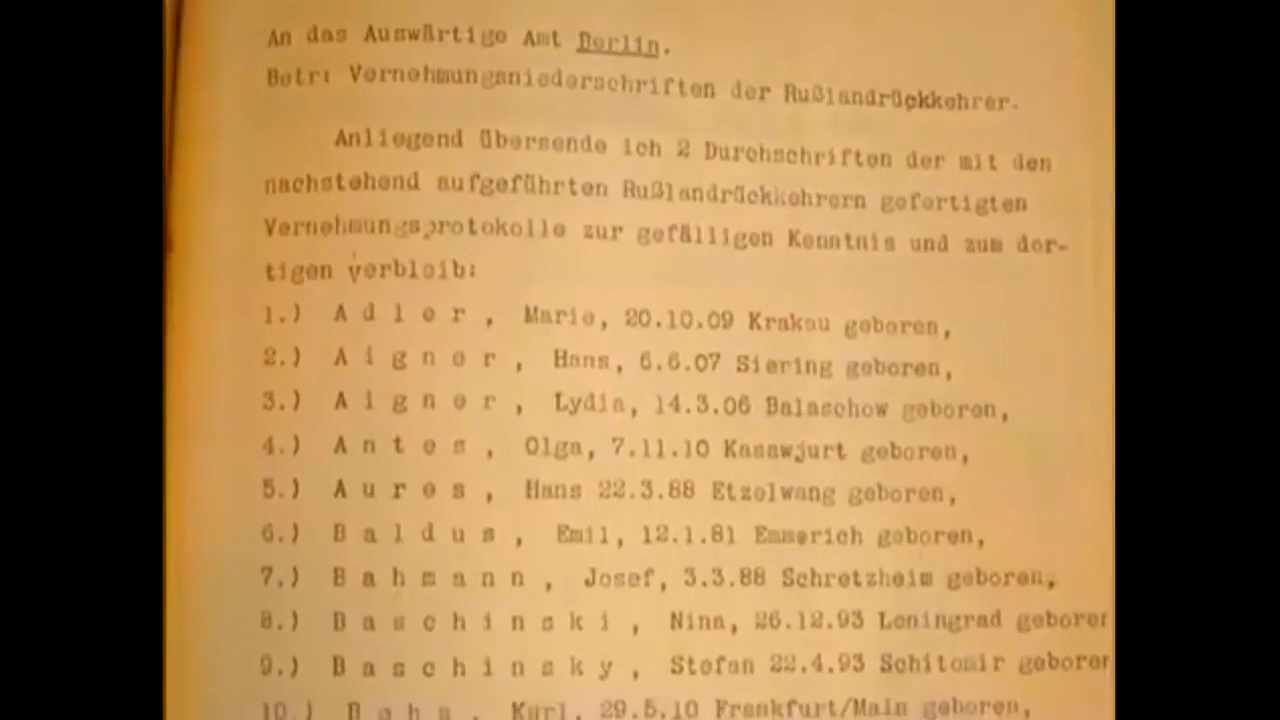 An das Auswärtige Amt Berlin.
Betr: Vernehmungsniederschriften der Rußlandrückkehrer.
Anliegend übersende ich 2 Durchschriften der mit den
nachstehend aufgeführten Rußlandrückkehrern gefertigten
Vernehmungsprotokolle zur gefälligen Kenntnis und zum dor-
tigen verbleib:
1.) A d l e r , Marie, 20.10.09 Krakau geboren,
2.) A i g n e r , Hans, 6.6.07 Siering geboren,
3.) A i g n e r , Lydia, 14.3.06 Balaschow geboren,
4.) A n t e s , Olga, 7.11.10 Kasawjurt geboren,
5.) A u r e s , Hans 22.3.88 Etzelwang geboren,
6.) B a l d u s , Emil, 12.1.81 Emmerich geboren,
7.) B a h m a n n , Josef, 3.3.88 Schretzheim geboren,
8.) B a s c h i n s k i , Nina, 26.12.93 Leningrad geboren
9.) B a s c h i n s k y , Stefan 22.4.93 Schitomir geboren
10.) Karl, 29.5.10 Frankfurt/Main geboren,